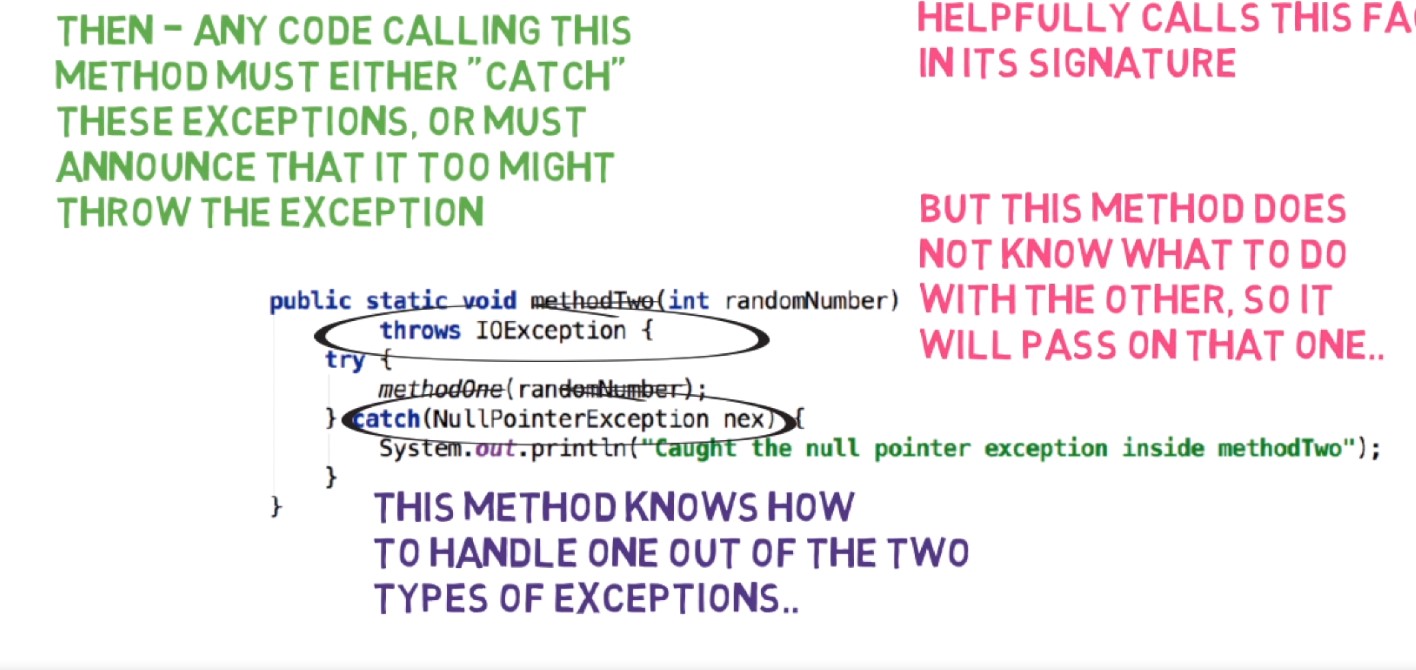 THEN - ANY CODE CALLING THIS
METHOD MUST EITHER "CATCH"
THESE EXCEPTIONS, OR MUST
ANNOUNCE THAT IT TOO MIGHT
THROW THE EXCEPTION
HELPFULLY CALLS THIS
IN ITS SIGNATURE
BUT THIS METHOD DOES
NOT KNOW WHAT TO DO
WITH THE OTHER, SO IT
WILL PASS ON THAT ONE..
public static void methodTwo(int randomNumber)
throws IOException {
try {
methodOne(randomNumber);
} catch(NullPointerException nex) {
System.out.println("Caught the null pointer exception inside methodTwo");
}
}
THIS METHOD KNOWS HOW
TO HANDLE ONE OUT OF THE TWO
TYPES OF EXCEPTIONS..